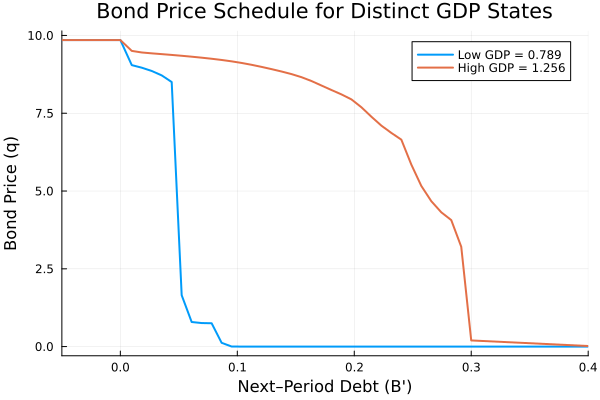 Bond Price Schedule for Distinct GDP States
Bond Price (q)
10.0
7.5
5.0
2.5
0.0
Low GDP = 0.789
High GDP = 1.256
0.0 0.1 0.2 0.3 0.4
Next–Period Debt (B')